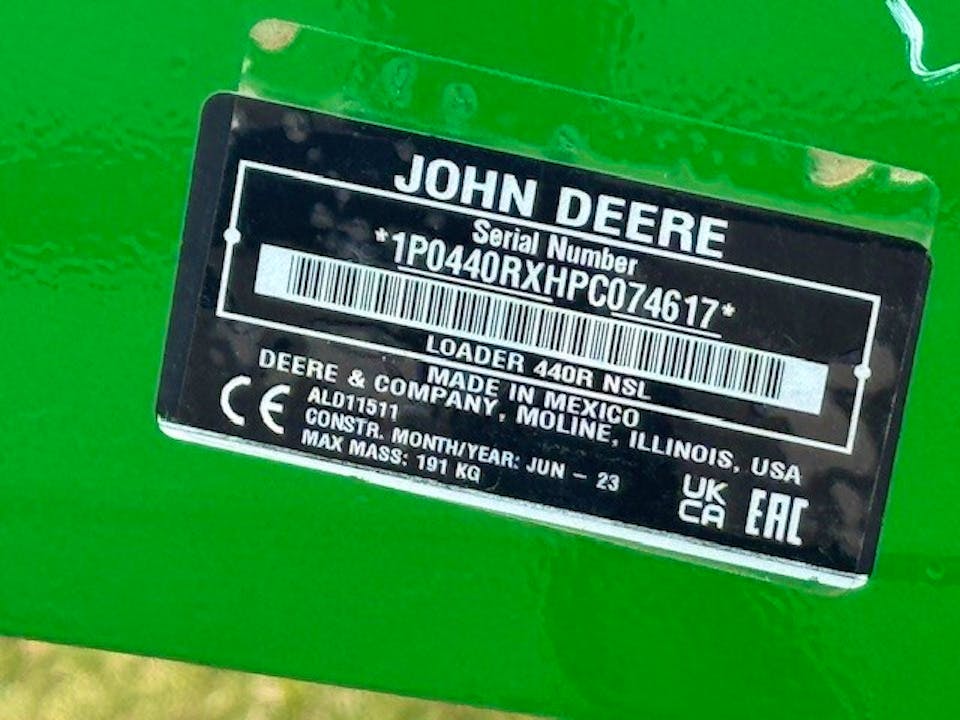 JOHN DEERE
Serial Number
*1P0440RXHPC074617*
LOADER 440R NSL
MADE IN MEXICO
DEERE & COMPANY, MOLINE, ILLINOIS, USA
CE ALD11511
CONSTR. MONTH/YEAR: JUN - 23
MAX MASS: 191 KG
UK
CA EAC